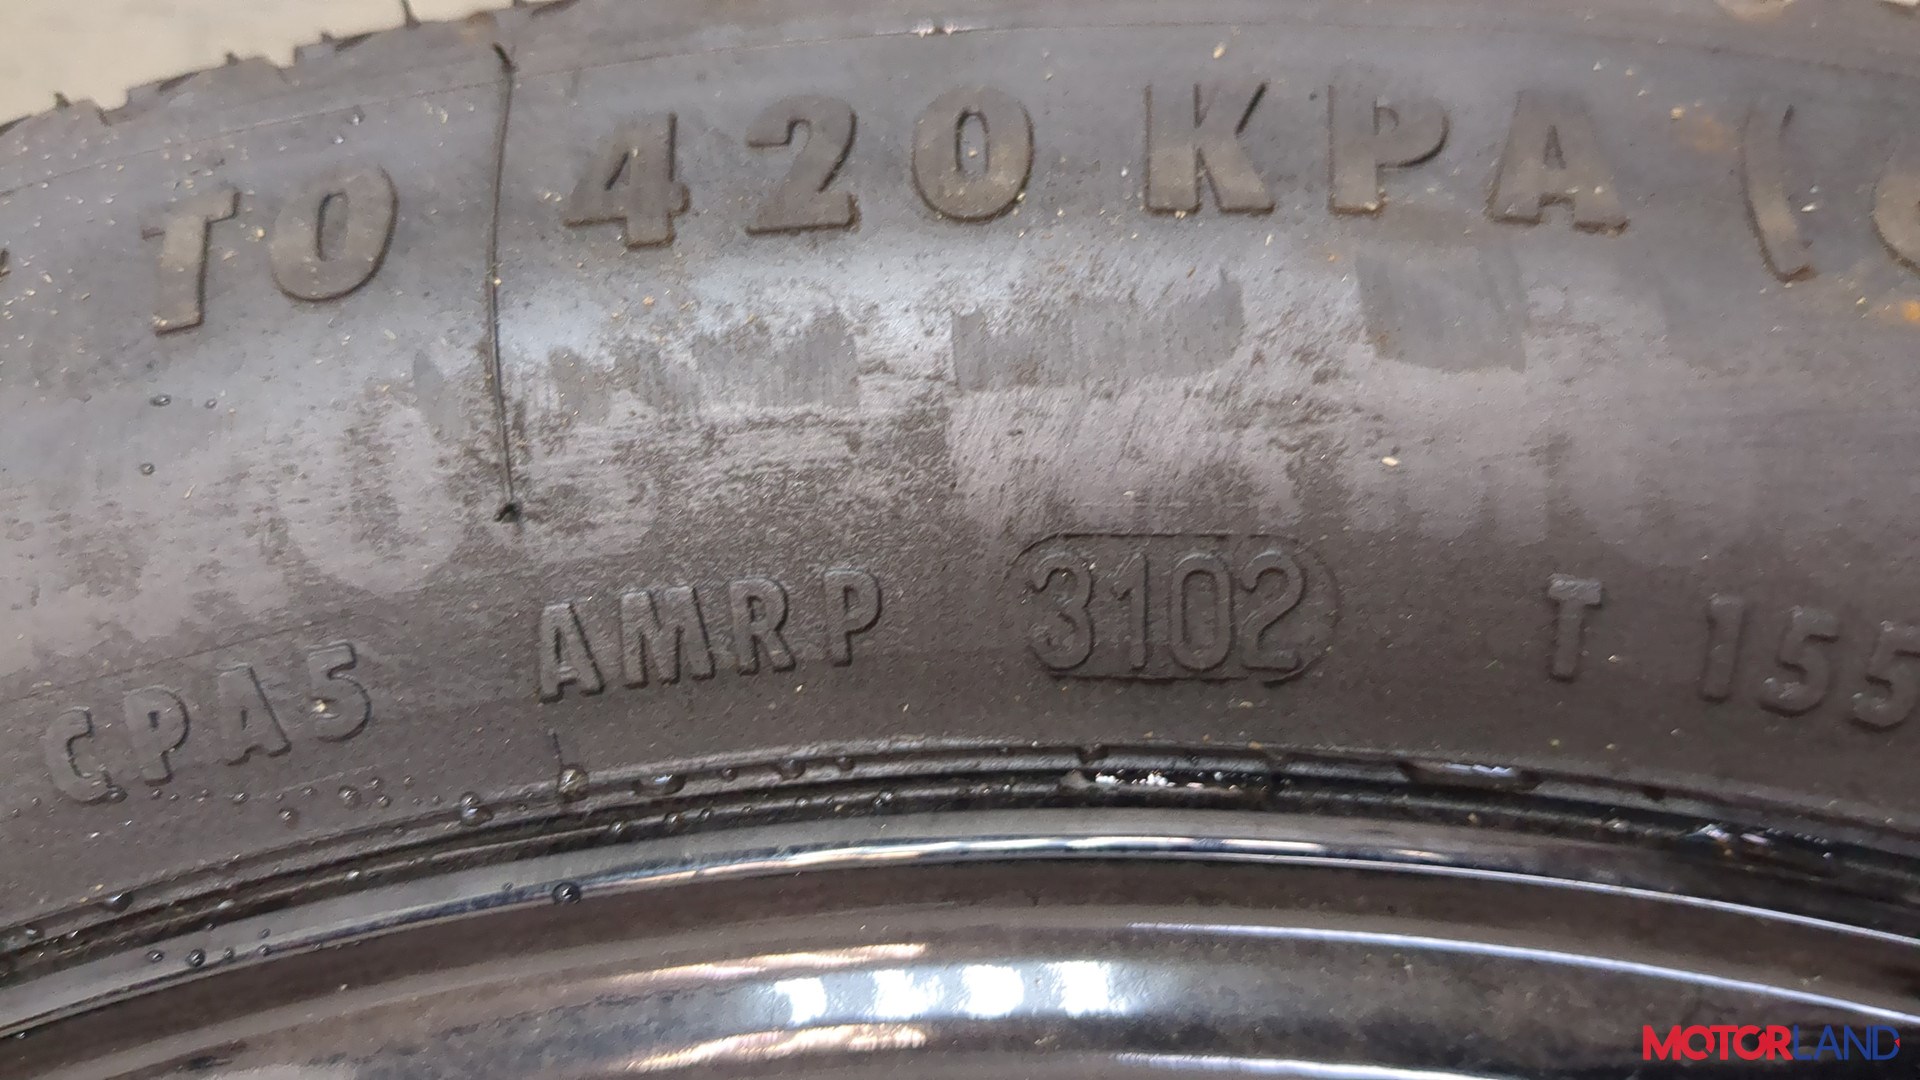 TO 420 KPA (
CPA5 AMRP 3102 T 155
MOTORLAND